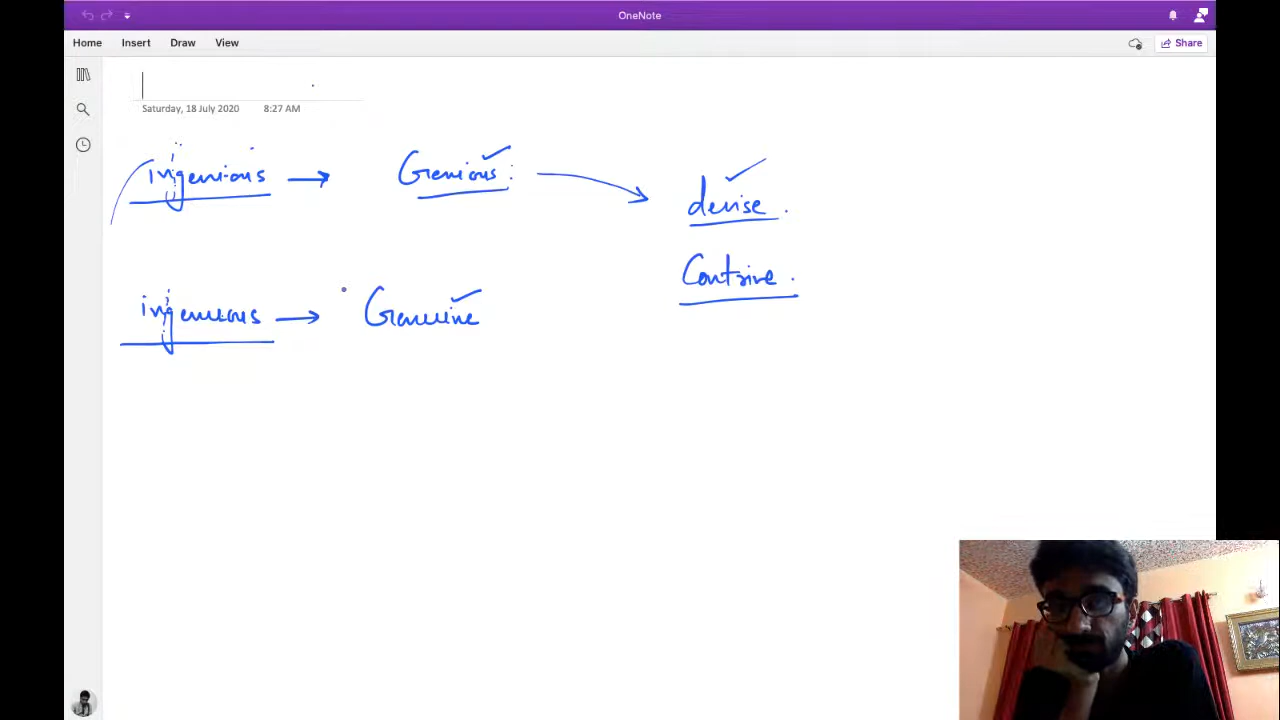 OneNote
Home Insert Draw View Share
Saturday, 18 July 2020 8:27 AM
ingenious → Genious :
devise .
Contrive .
ingenuous → Genuine